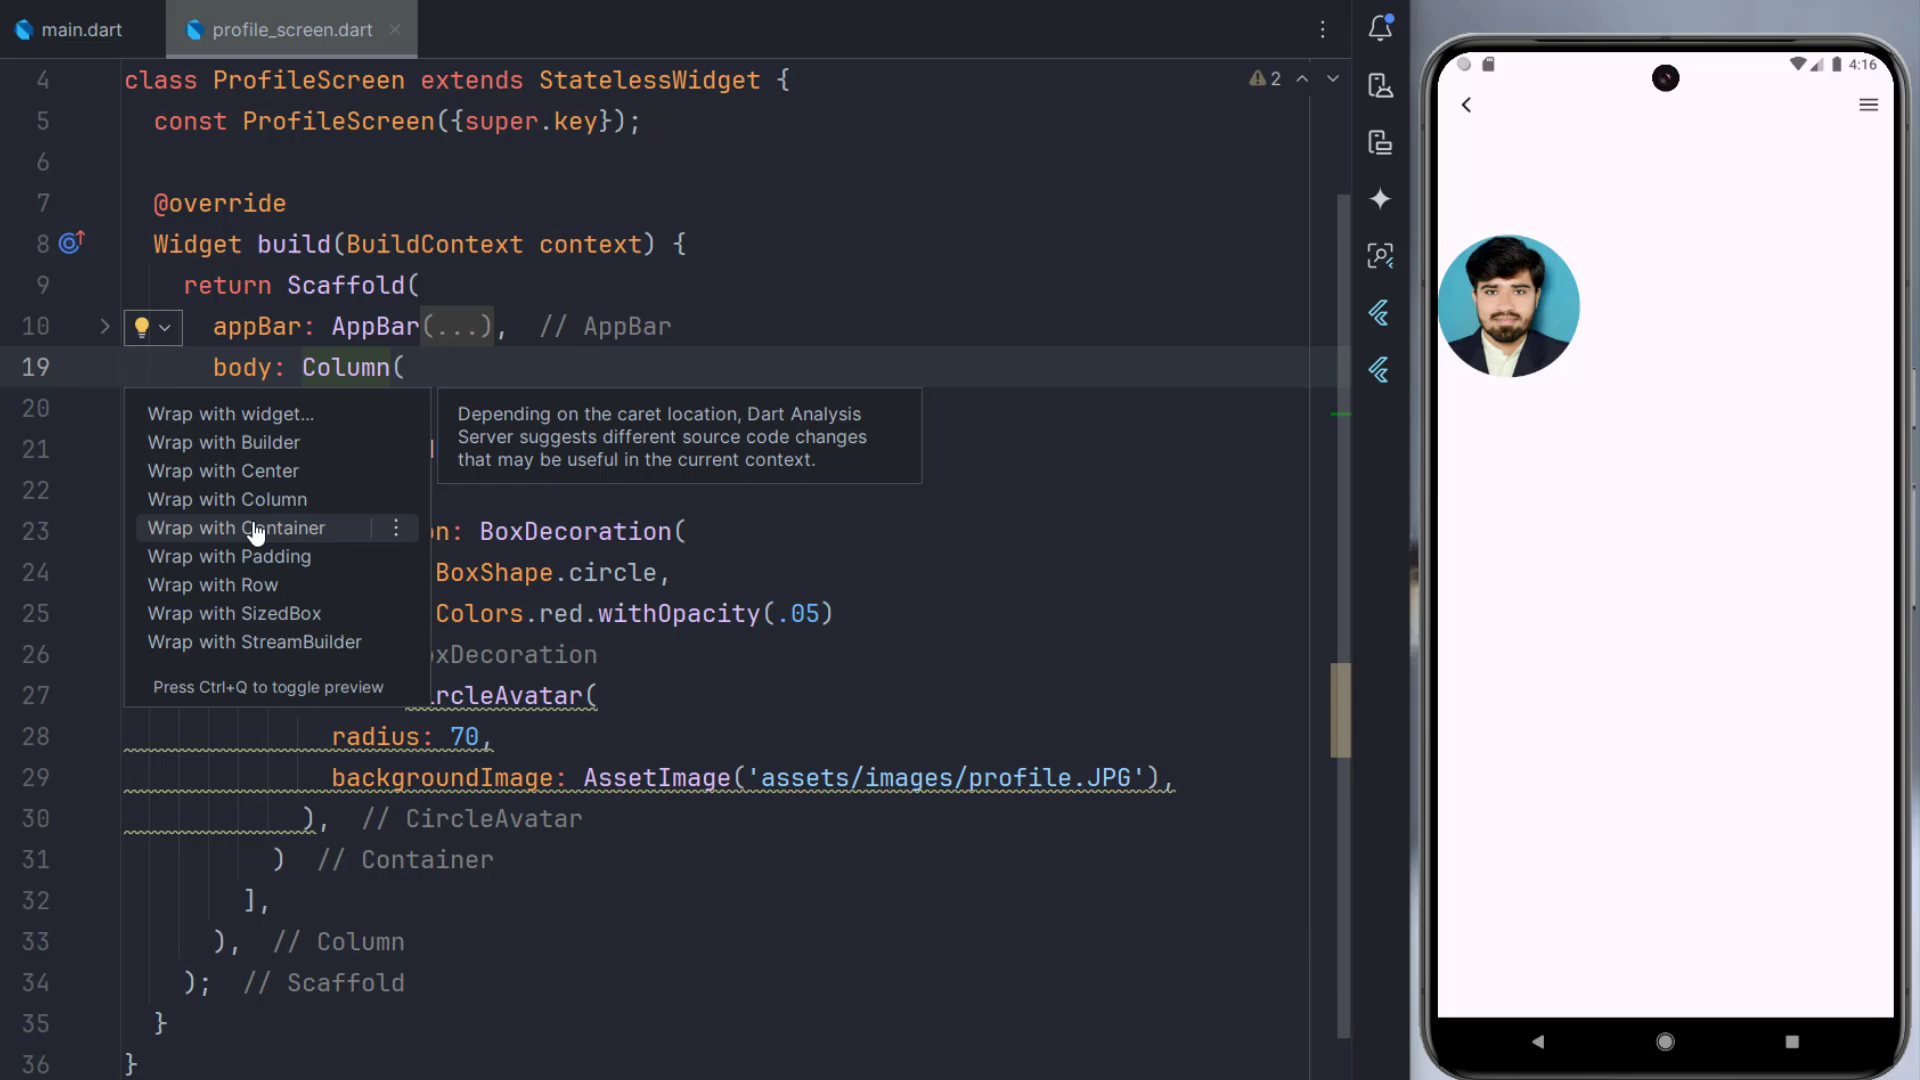 main.dart
profile_screen.dart
4 class ProfileScreen extends StatelessWidget {
2
5 const ProfileScreen({super.key});
6
7 @override
8 Widget build(BuildContext context) {
9 return Scaffold(
10 appBar: AppBar(...), // AppBar
19 body: Column(
20
21
22
23 n: BoxDecoration(
24 BoxShape.circle,
25 Colors.red.withOpacity(.05)
26 xDecoration
27 rcleAvatar(
28 radius: 70,
29 backgroundImage: AssetImage('assets/images/profile.JPG'),
30 ), // CircleAvatar
31 ) // Container
32 ],
33 ), // Column
34 ); // Scaffold
35 }
36 }
Wrap with widget...
Wrap with Builder
Wrap with Center
Wrap with Column
Wrap with Container
Wrap with Padding
Wrap with Row
Wrap with SizedBox
Wrap with StreamBuilder
Press Ctrl+Q to toggle preview
Depending on the caret location, Dart Analysis
Server suggests different source code changes
that may be useful in the current context.
4:16